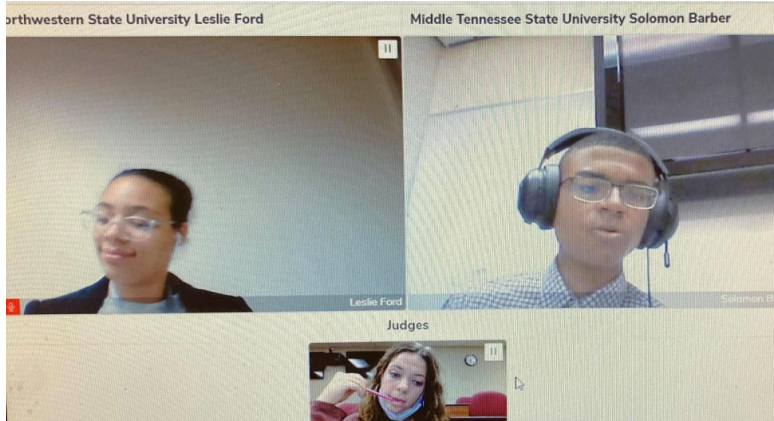 orthwestern State University Leslie Ford
Middle Tennessee State University Solomon Barber
Leslie Ford
Solomon B
Judges